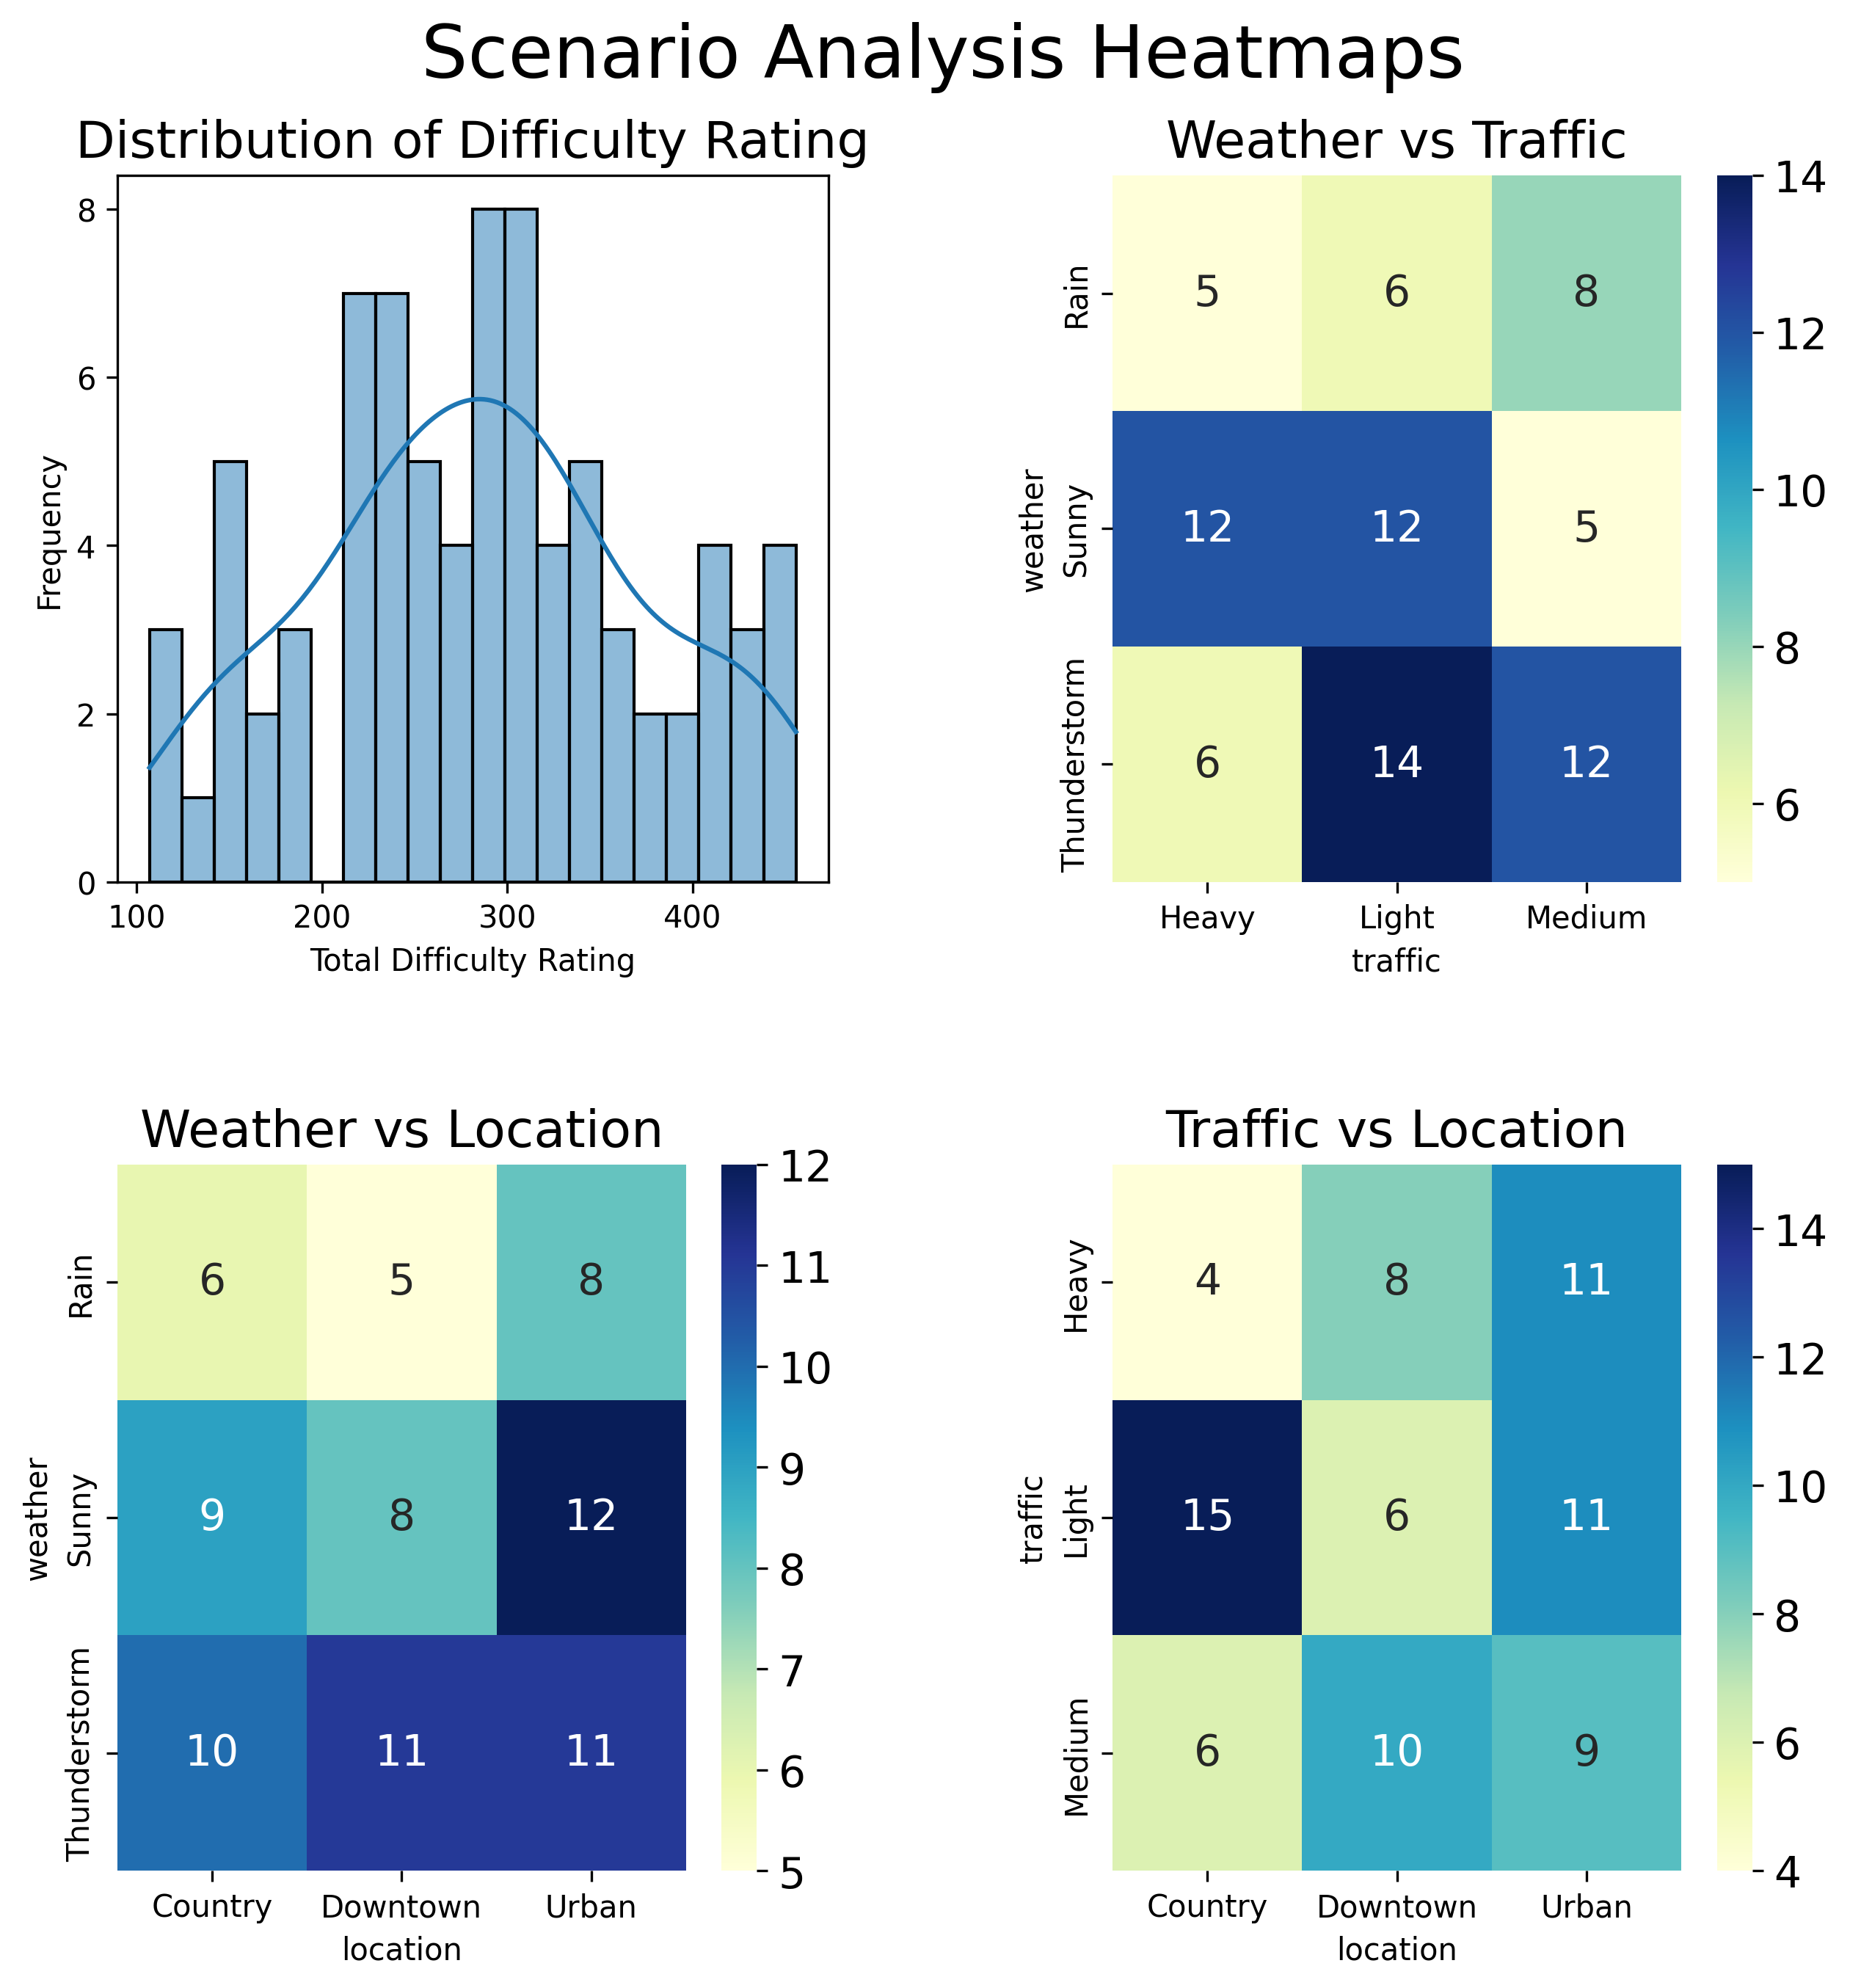 Scenario Analysis Heatmaps
Distribution of Difficulty Rating
8
6
4
2
0
Frequency
100 200 300 400
Total Difficulty Rating
Weather vs Traffic
weather
Rain
Sunny
Thunderstorm
5 6 8
12 12 5
6 14 12
Heavy Light Medium
traffic
14
12
10
8
6
Weather vs Location
weather
Rain
Sunny
Thunderstorm
6 5 8
9 8 12
10 11 11
Country Downtown Urban
location
12
11
10
9
8
7
6
5
Traffic vs Location
traffic
Heavy
Light
Medium
4 8 11
15 6 11
6 10 9
Country Downtown Urban
location
14
12
10
8
6
4